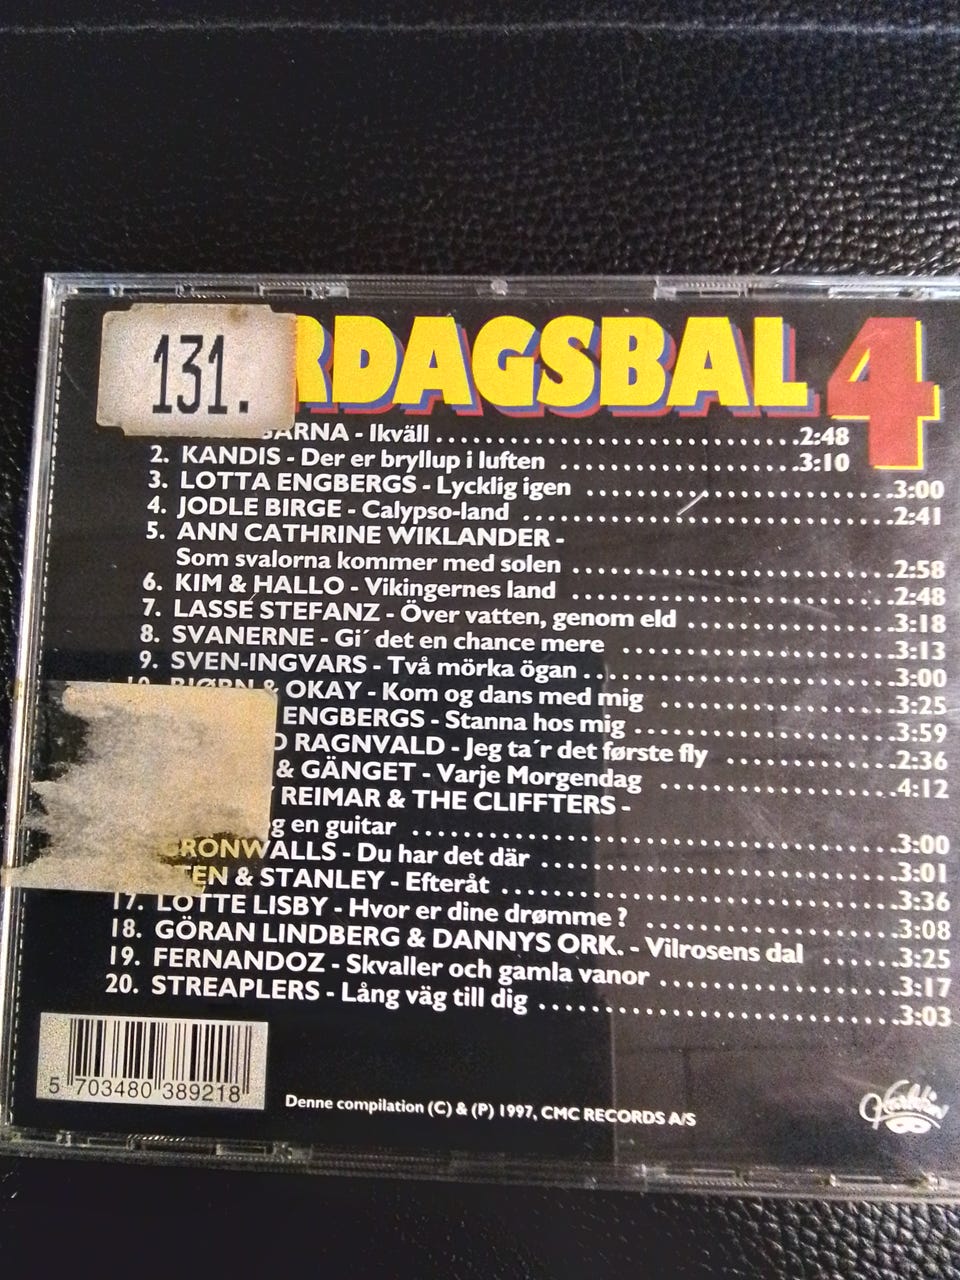 131.
RDAGSBAL 4
GARNA - Ikväll 2:48
2. KANDIS - Der er bryllup i luften 3:10
3. LOTTA ENGBERGS - Lycklig igen 3:00
4. JODLE BIRGE - Calypso-land 2:41
5. ANN CATHRINE WIKLANDER -
Som svalorna kommer med solen 2:58
6. KIM & HALLO - Vikingernes land 2:48
7. LASSE STEFANZ - Över vatten, genom eld 3:18
8. SVANERNE - Gi´ det en chance mere 3:13
9. SVEN-INGVARS - Två mörka ögan 3:00
10. BJØRN & OKAY - Kom og dans med mig 3:25
ENGBERGS - Stanna hos mig 3:59
D RAGNVALD - Jeg ta´r det første fly 2:36
& GÄNGET - Varje Morgendag 4:12
Y REIMAR & THE CLIFFTERS -
og en guitar 3:00
GRONWALLS - Du har det där 3:01
STEN & STANLEY - Efteråt 3:36
17. LOTTE LISBY - Hvor er dine drømme ? 3:08
18. GÖRAN LINDBERG & DANNYS ORK. - Vilrosens dal 3:25
19. FERNANDOZ - Skvaller och gamla vanor 3:17
20. STREAPLERS - Lång väg till dig 3:03
5 703480 389218
Denne compilation (C) & (P) 1997, CMC RECORDS A/S